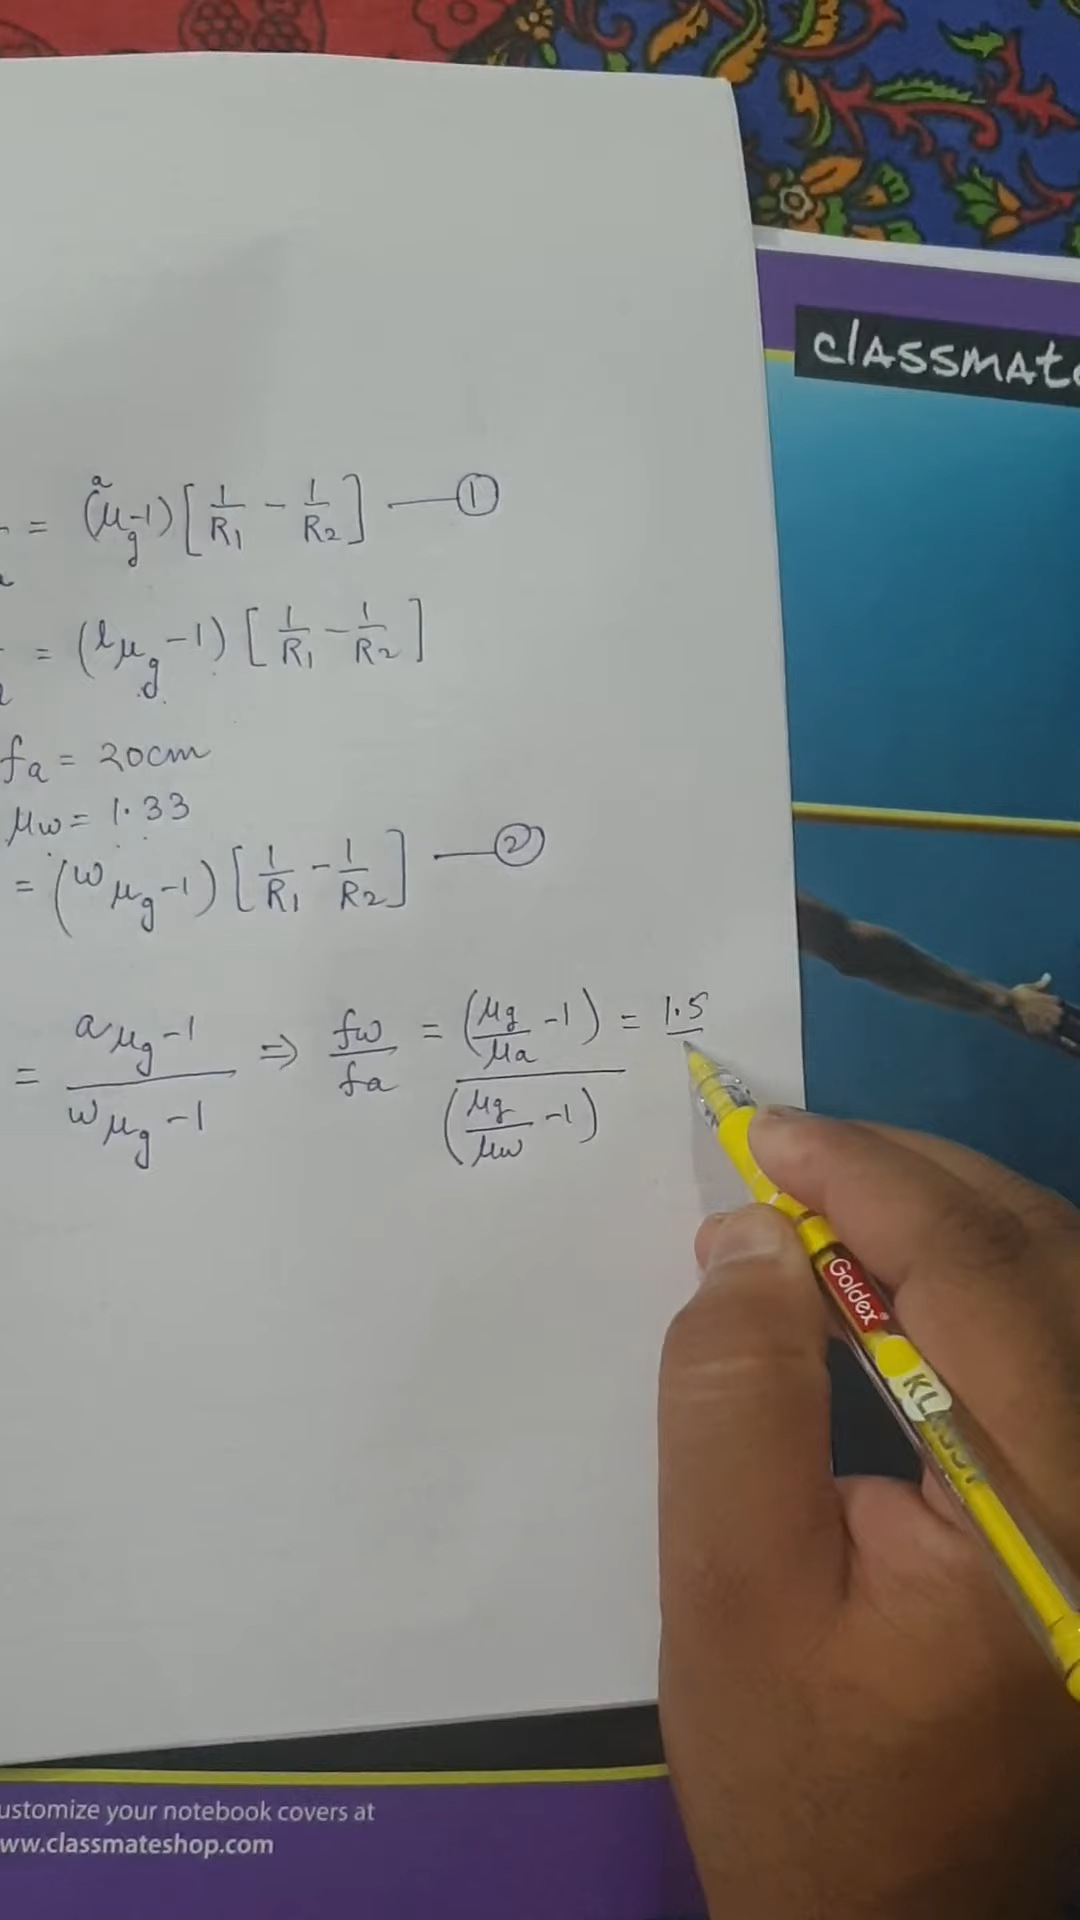 classmate
= (ᵃμg-1) [1/R₁ - 1/R₂] — ①
= (ˡμg-1) [1/R₁ - 1/R₂]
fa = 20cm
μw = 1.33
= (ʷμg-1) [1/R₁ - 1/R₂] — ②
= (ᵃμg-1)/(ʷμg-1) ⇒ fw/fa = (μg/μa - 1)/(μg/μw - 1) = 1.5/
Goldex
ustomize your notebook covers at
ww.classmateshop.com